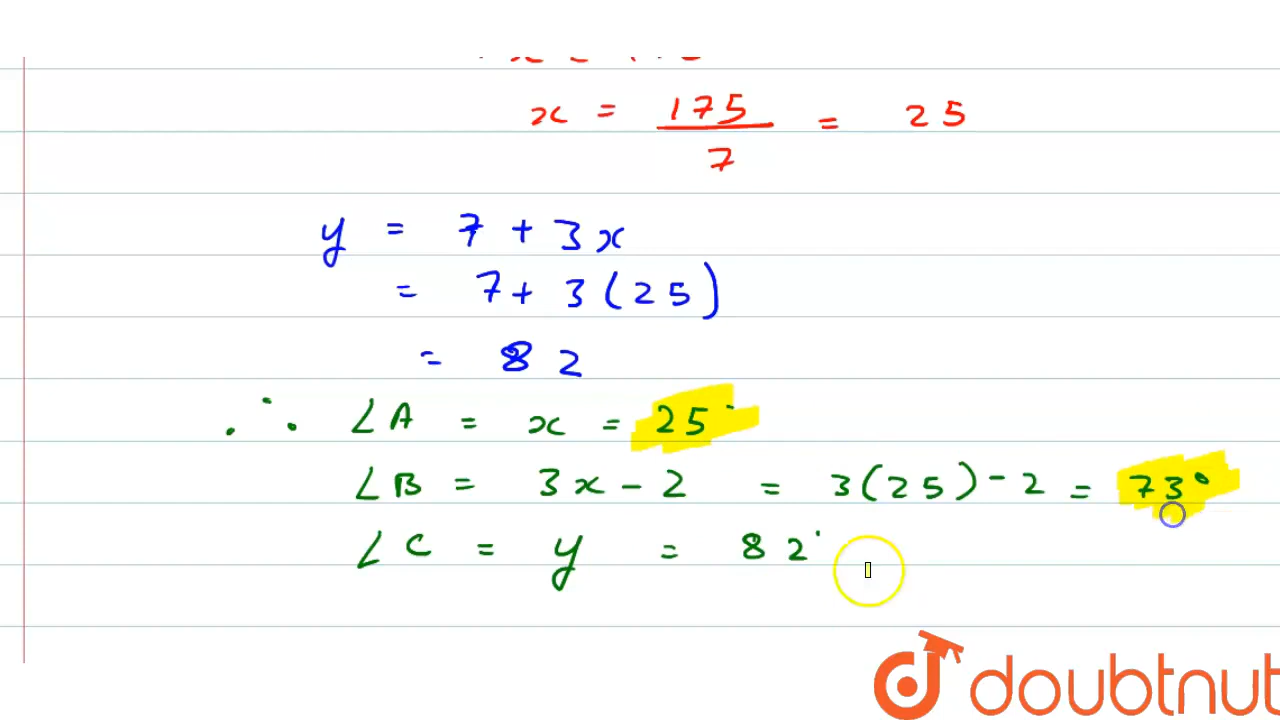 x = 175/7 = 25
y = 7 + 3x
= 7 + 3(25)
= 82
∴ ∠A = x = 25°
∠B = 3x - 2 = 3(25) - 2 = 73°
∠C = y = 82°
doubtnut